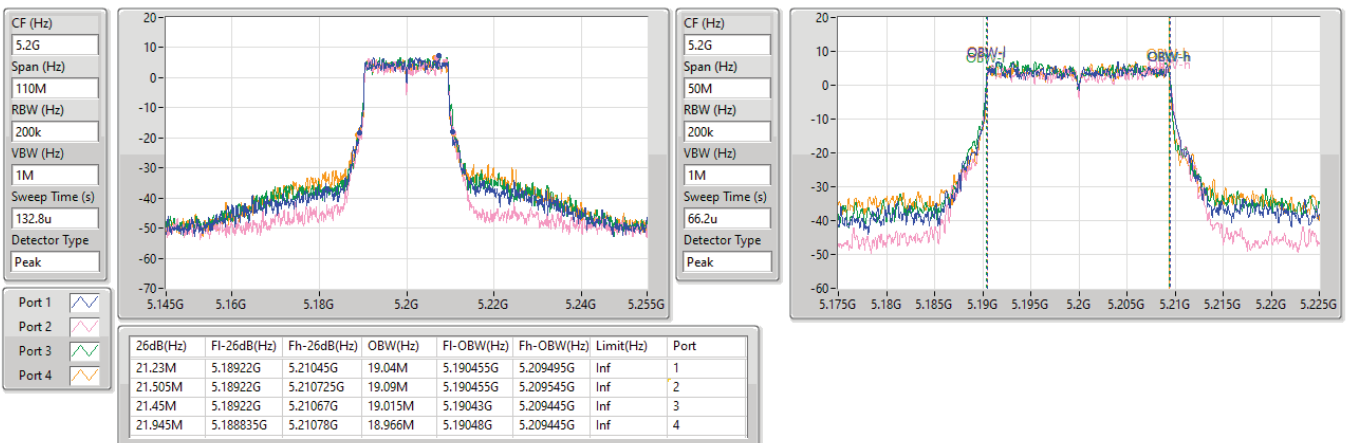 CF (Hz)
5.2G
Span (Hz)
110M
RBW (Hz)
200k
VBW (Hz)
1M
Sweep Time (s)
132.8u
Detector Type
Peak
20
10
0
-10
-20
-30
-40
-50
-60
-70
5.145G 5.16G 5.18G 5.2G 5.22G 5.24G 5.255G
CF (Hz)
5.2G
Span (Hz)
50M
RBW (Hz)
200k
VBW (Hz)
1M
Sweep Time (s)
66.2u
Detector Type
Peak
20
10
0
-10
-20
-30
-40
-50
-60
OBW-l OBW-h
5.175G 5.18G 5.185G 5.19G 5.195G 5.2G 5.205G 5.21G 5.215G 5.22G 5.225G
Port 1
Port 2
Port 3
Port 4
26dB(Hz) Fl-26dB(Hz) Fh-26dB(Hz) OBW(Hz) Fl-OBW(Hz) Fh-OBW(Hz) Limit(Hz) Port
21.23M 5.18922G 5.21045G 19.04M 5.190455G 5.209495G Inf 1
21.505M 5.18922G 5.210725G 19.09M 5.190455G 5.209545G Inf 2
21.45M 5.18922G 5.21067G 19.015M 5.19043G 5.209445G Inf 3
21.945M 5.188835G 5.21078G 18.966M 5.19048G 5.209445G Inf 4